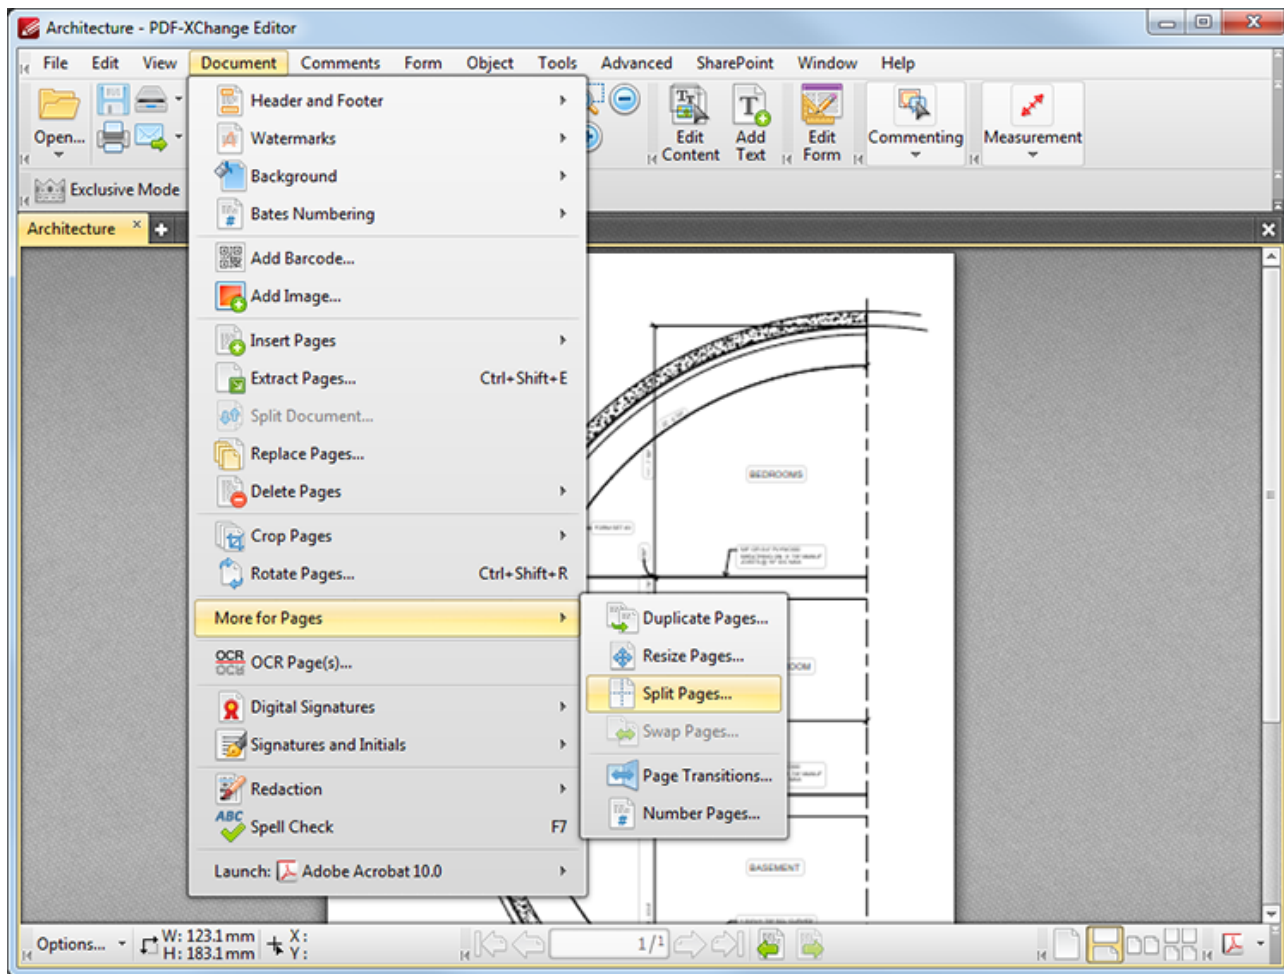 Architecture - PDF-XChange Editor
File Edit View Document Comments Form Object Tools Advanced SharePoint Window Help
Open...
Edit Content
Add Text
Edit Form
Commenting
Measurement
Exclusive Mode
Architecture
Header and Footer
Watermarks
Background
Bates Numbering
Add Barcode...
Add Image...
Insert Pages
Extract Pages... Ctrl+Shift+E
Split Document...
Replace Pages...
Delete Pages
Crop Pages
Rotate Pages... Ctrl+Shift+R
More for Pages
OCR Page(s)...
Digital Signatures
Signatures and Initials
Redaction
ABC
Spell Check F7
Launch: Adobe Acrobat 10.0
Duplicate Pages...
Resize Pages...
Split Pages...
Swap Pages...
Page Transitions...
Number Pages...
BEDROOMS
BASEMENT
Options... W: 123.1 mm X:
H: 183.1 mm Y:
1/1